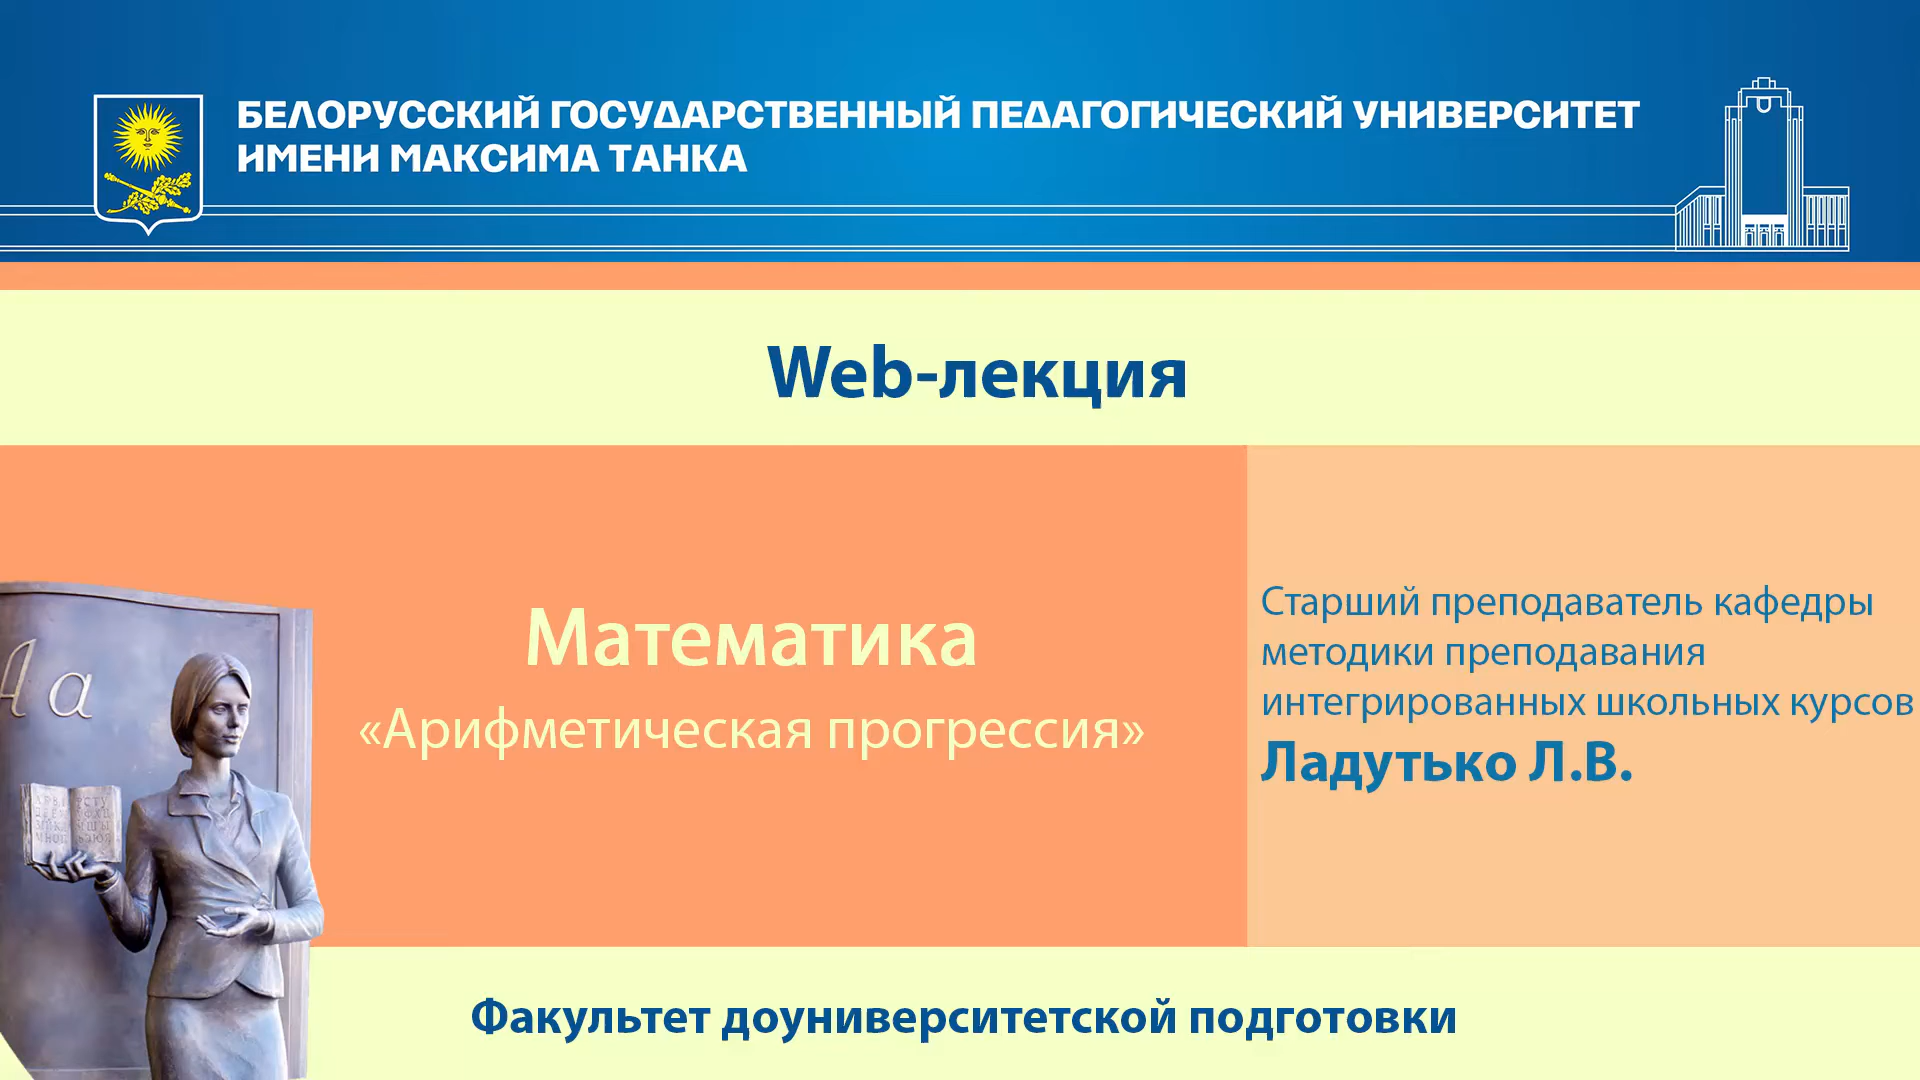 БЕЛОРУССКИЙ ГОСУДАРСТВЕННЫЙ ПЕДАГОГИЧЕСКИЙ УНИВЕРСИТЕТ
ИМЕНИ МАКСИМА ТАНКА
Web-лекция
Математика
«Арифметическая прогрессия»
Старший преподаватель кафедры
методики преподавания
интегрированных школьных курсов
Ладутько Л.В.
Аа
Факультет доуниверситетской подготовки